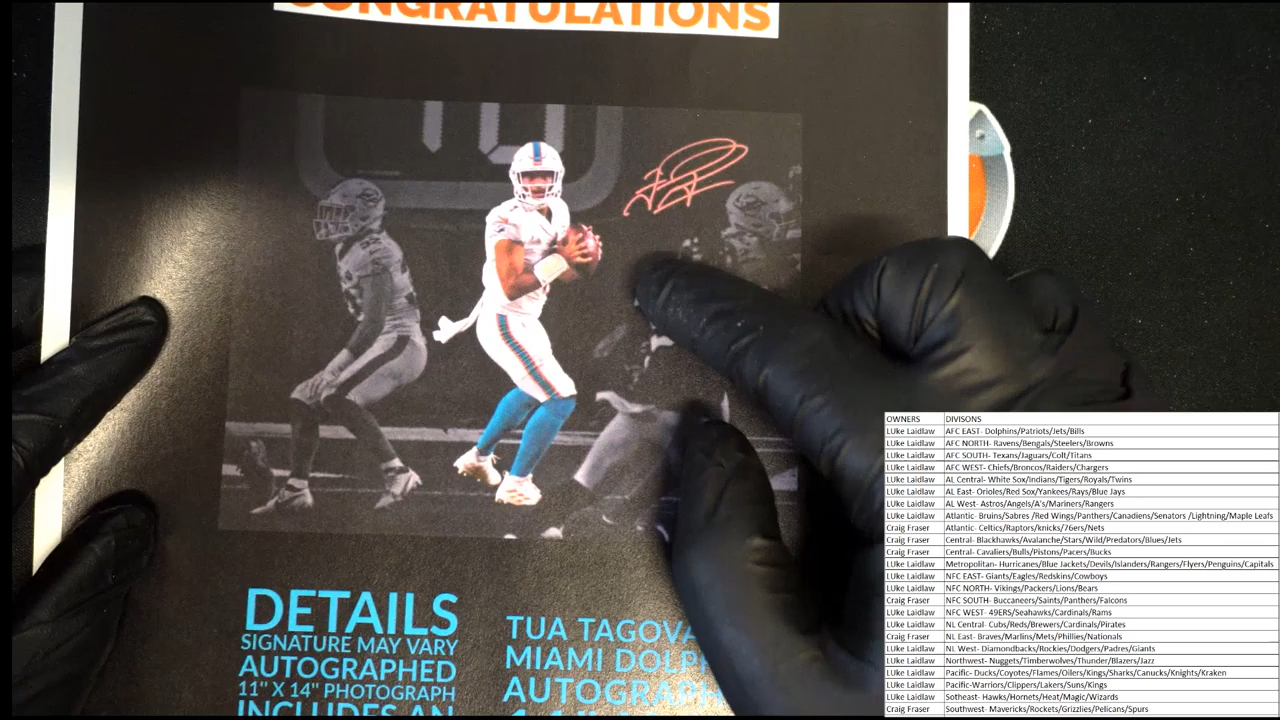 CONGRATULATIONS
DETAILS
SIGNATURE MAY VARY
AUTOGRAPHED
11" X 14" PHOTOGRAPH
INCLUDES AN
TUA TAGOVA
MIAMI DOLP
AUTOGRAPH
OWNERS DIVISONS
LUke Laidlaw AFC EAST- Dolphins/Patriots/Jets/Bills
LUke Laidlaw AFC NORTH- Ravens/Bengals/Steelers/Browns
LUke Laidlaw AFC SOUTH- Texans/Jaguars/Colt/Titans
LUke Laidlaw AFC WEST- Chiefs/Broncos/Raiders/Chargers
LUke Laidlaw AL Central- White Sox/Indians/Tigers/Royals/Twins
LUke Laidlaw AL East- Orioles/Red Sox/Yankees/Rays/Blue Jays
LUke Laidlaw AL West- Astros/Angels/A's/Mariners/Rangers
LUke Laidlaw Atlantic- Bruins/Sabres /Red Wings/Panthers/Canadiens/Senators /Lightning/Maple Leafs
Craig Fraser Atlantic- Celtics/Raptors/knicks/76ers/Nets
Craig Fraser Central- Blackhawks/Avalanche/Stars/Wild/Predators/Blues/Jets
Craig Fraser Central- Cavaliers/Bulls/Pistons/Pacers/Bucks
LUke Laidlaw Metropolitan- Hurricanes/Blue Jackets/Devils/Islanders/Rangers/Flyers/Penguins/Capitals
LUke Laidlaw NFC EAST- Giants/Eagles/Redskins/Cowboys
LUke Laidlaw NFC NORTH- Vikings/Packers/Lions/Bears
Craig Fraser NFC SOUTH- Buccaneers/Saints/Panthers/Falcons
LUke Laidlaw NFC WEST- 49ERS/Seahawks/Cardinals/Rams
LUke Laidlaw NL Central- Cubs/Reds/Brewers/Cardinals/Pirates
Craig Fraser NL East- Braves/Marlins/Mets/Phillies/Nationals
LUke Laidlaw NL West- Diamondbacks/Rockies/Dodgers/Padres/Giants
LUke Laidlaw Northwest- Nuggets/Timberwolves/Thunder/Blazers/Jazz
LUke Laidlaw Pacific- Ducks/Coyotes/Flames/Oilers/Kings/Sharks/Canucks/Knights/Kraken
LUke Laidlaw Pacific-Warriors/Clippers/Lakers/Suns/Kings
LUke Laidlaw Sotheast- Hawks/Hornets/Heat/Magic/Wizards
Craig Fraser Southwest- Mavericks/Rockets/Grizzlies/Pelicans/Spurs